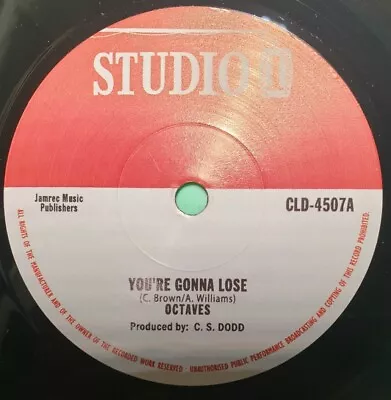 STUDIO 1
Jamrec Music
Publishers
CLD-4507A
YOU'RE GONNA LOSE
(C. Brown/A. Williams)
OCTAVES
Produced by: C. S. DODD
ALL RIGHTS OF THE MANUFACTURER AND OF THE OWNER OF THE RECORDED WORK RESERVED · UNAUTHORISED PUBLIC PERFORMANCE BROADCASTING AND COPYING OF THIS RECORD PROHIBITED.